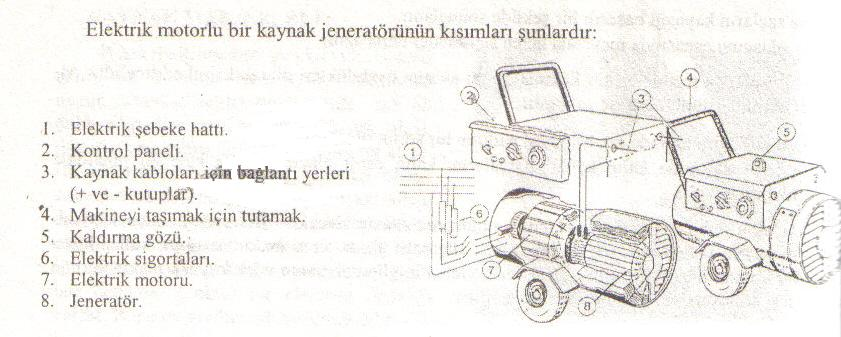 Elektrik motorlu bir kaynak jeneratörünün kısımları şunlardır:
1. Elektrik şebeke hattı.
2. Kontrol paneli.
3. Kaynak kabloları için bağlantı yerleri
(+ ve - kutuplar).
4. Makineyi taşımak için tutamak.
5. Kaldırma gözü.
6. Elektrik sigortaları.
7. Elektrik motoru.
8. Jeneratör.
2
3
4
1
5
6
7
8